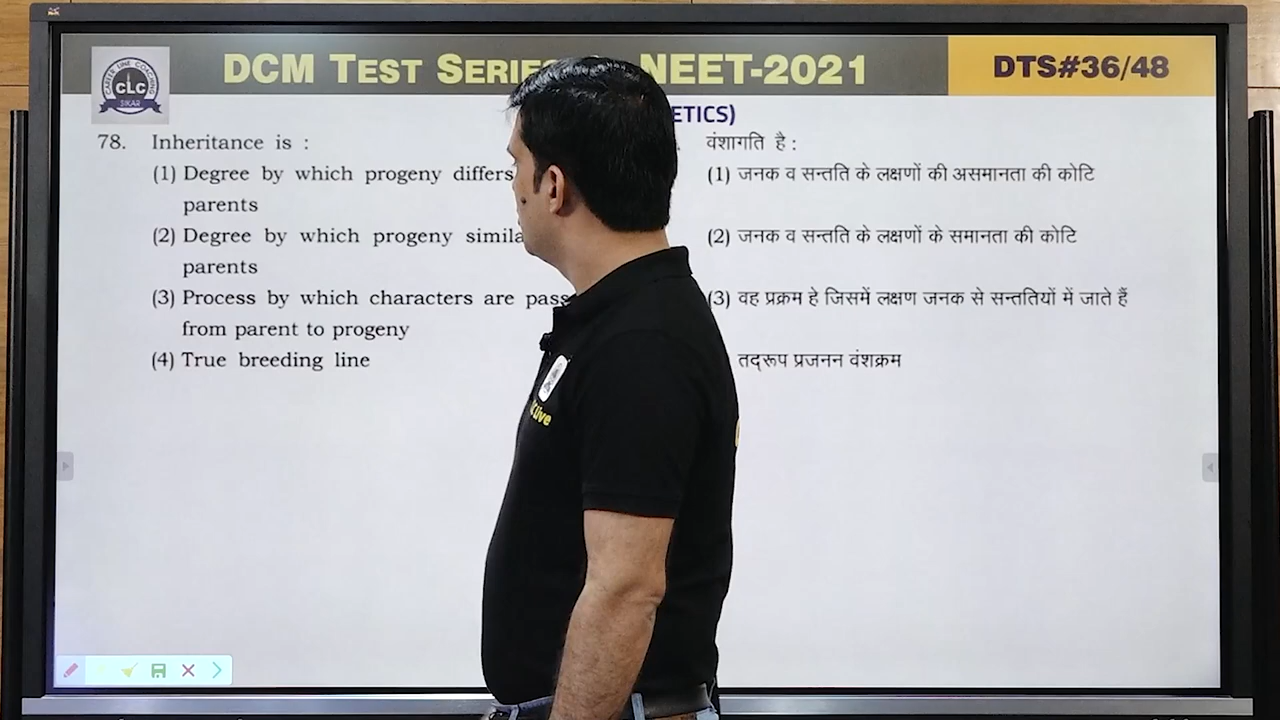 DCM TEST SERIES NEET-2021
DTS#36/48
CAREER LINE COACHING
CLC
SIKAR
ETICS)
78. Inheritance is :
(1) Degree by which progeny differs
parents
(2) Degree by which progeny simila
parents
(3) Process by which characters are pass
from parent to progeny
(4) True breeding line
वंशागति है :
(1) जनक व सन्तति के लक्षणों की असमानता की कोटि
(2) जनक व सन्तति के लक्षणों के समानता की कोटि
(3) वह प्रक्रम हे जिसमें लक्षण जनक से सन्ततियों में जाते हैं
तद्रूप प्रजनन वंशक्रम
Live